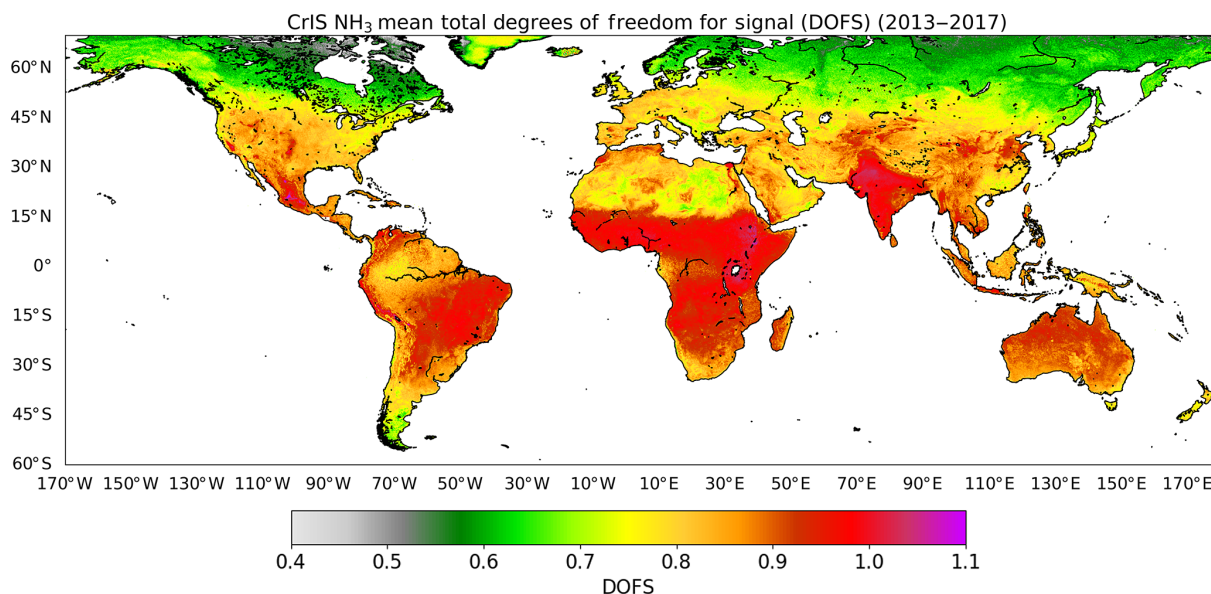 CrIS NH₃ mean total degrees of freedom for signal (DOFS) (2013–2017)
60°N
45°N
30°N
15°N
0°
15°S
30°S
45°S
60°S
170°W 150°W 130°W 110°W 90°W 70°W 50°W 30°W 10°W 10°E 30°E 50°E 70°E 90°E 110°E 130°E 150°E 170°E
0.4 0.5 0.6 0.7 0.8 0.9 1.0 1.1
DOFS